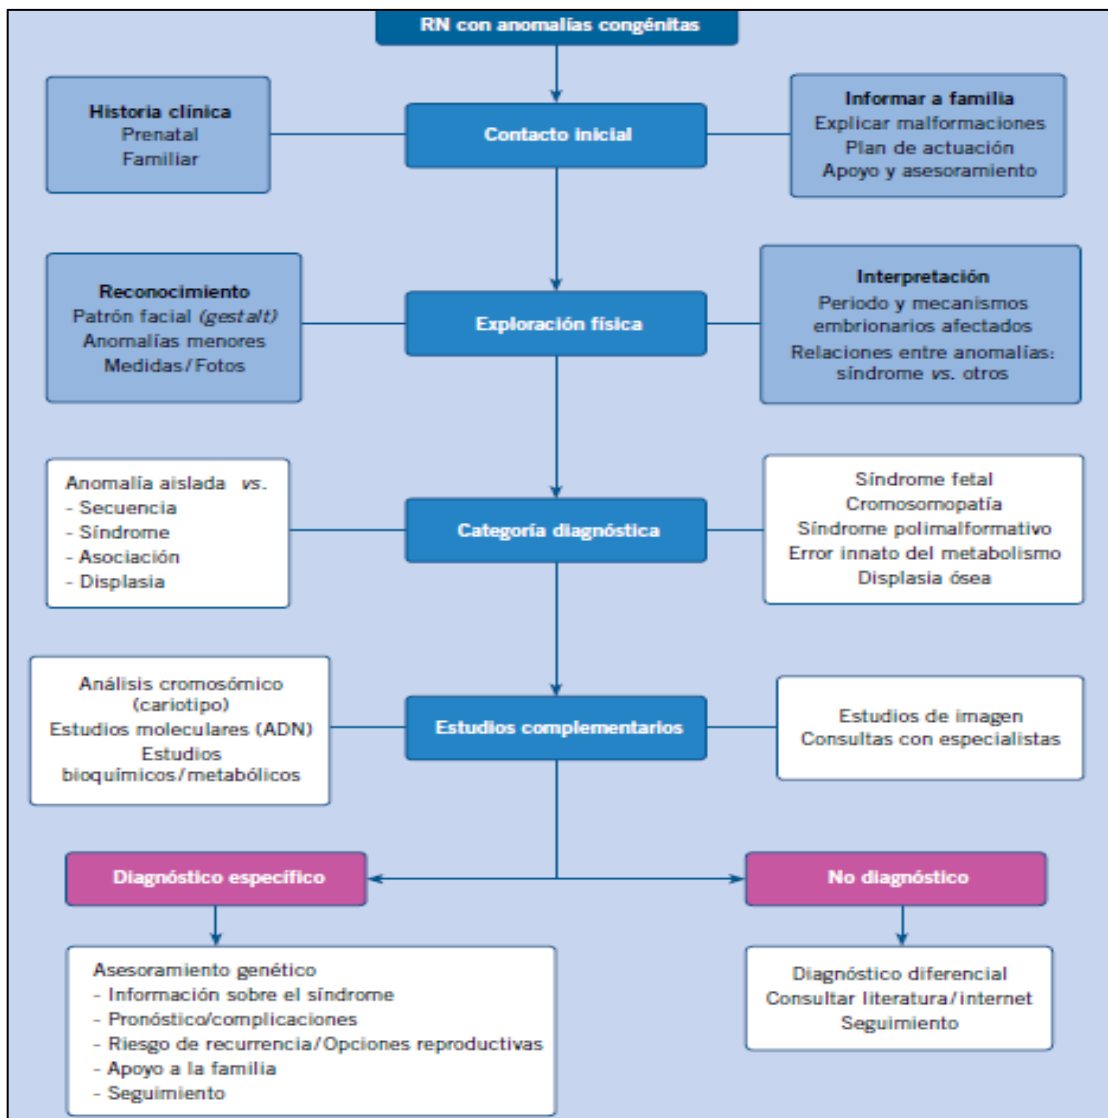 RN con anomalías congénitas
Historia clínica
Prenatal
Familiar
Contacto inicial
Informar a familia
Explicar malformaciones
Plan de actuación
Apoyo y asesoramiento
Reconocimiento
Patrón facial (gestalt)
Anomalías menores
Medidas/Fotos
Exploración física
Interpretación
Periodo y mecanismos
embrionarios afectados
Relaciones entre anomalías:
síndrome vs. otros
Anomalía aislada vs.
- Secuencia
- Síndrome
- Asociación
- Displasia
Categoría diagnóstica
Síndrome fetal
Cromosomopatía
Síndrome polimalformativo
Error innato del metabolismo
Displasia ósea
Análisis cromosómico
(cariotipo)
Estudios moleculares (ADN)
Estudios
bioquímicos/metabólicos
Estudios complementarios
Estudios de imagen
Consultas con especialistas
Diagnóstico específico
No diagnóstico
Asesoramiento genético
- Información sobre el síndrome
- Pronóstico/complicaciones
- Riesgo de recurrencia/Opciones reproductivas
- Apoyo a la familia
- Seguimiento
Diagnóstico diferencial
Consultar literatura/internet
Seguimiento